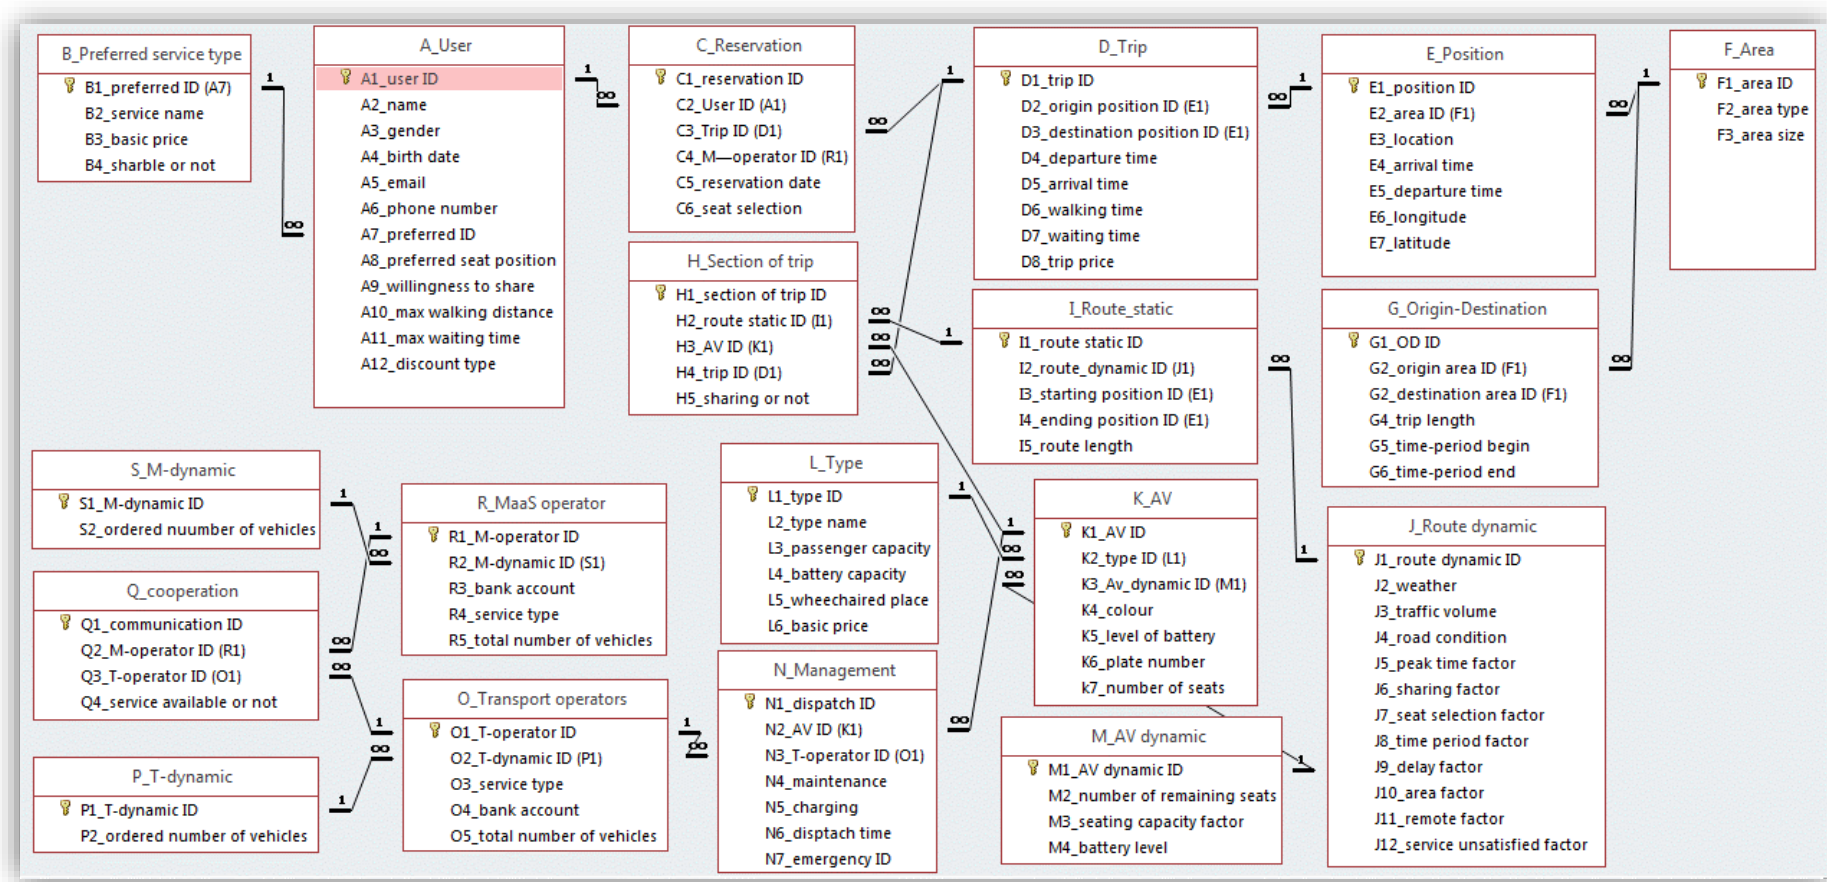 B_Preferred service type
B1_preferred ID (A7)
B2_service name
B3_basic price
B4_sharble or not
1
∞
A_User
A1_user ID
A2_name
A3_gender
A4_birth date
A5_email
A6_phone number
A7_preferred ID
A8_preferred seat position
A9_willingness to share
A10_max walking distance
A11_max waiting time
A12_discount type
1
∞
C_Reservation
C1_reservation ID
C2_User ID (A1)
C3_Trip ID (D1)
C4_M—operator ID (R1)
C5_reservation date
C6_seat selection
∞
1
D_Trip
D1_trip ID
D2_origin position ID (E1)
D3_destination position ID (E1)
D4_departure time
D5_arrival time
D6_walking time
D7_waiting time
D8_trip price
1
∞
E_Position
E1_position ID
E2_area ID (F1)
E3_location
E4_arrival time
E5_departure time
E6_longitude
E7_latitude
1
∞
F_Area
F1_area ID
F2_area type
F3_area size
H_Section of trip
H1_section of trip ID
H2_route static ID (I1)
H3_AV ID (K1)
H4_trip ID (D1)
H5_sharing or not
∞
∞
∞
1
I_Route_static
I1_route static ID
I2_route_dynamic ID (J1)
I3_starting position ID (E1)
I4_ending position ID (E1)
I5_route length
∞
1
G_Origin-Destination
G1_OD ID
G2_origin area ID (F1)
G2_destination area ID (F1)
G4_trip length
G5_time-period begin
G6_time-period end
∞
S_M-dynamic
S1_M-dynamic ID
S2_ordered nuumber of vehicles
1
1
∞
R_MaaS operator
R1_M-operator ID
R2_M-dynamic ID (S1)
R3_bank account
R4_service type
R5_total number of vehicles
L_Type
L1_type ID
L2_type name
L3_passenger capacity
L4_battery capacity
L5_wheechaired place
L6_basic price
1
1
∞
∞
K_AV
K1_AV ID
K2_type ID (L1)
K3_Av_dynamic ID (M1)
K4_colour
K5_level of battery
K6_plate number
k7_number of seats
J_Route dynamic
J1_route dynamic ID
J2_weather
J3_traffic volume
J4_road condition
J5_peak time factor
J6_sharing factor
J7_seat selection factor
J8_time period factor
J9_delay factor
J10_area factor
J11_remote factor
J12_service unsatisfied factor
Q_cooperation
Q1_communication ID
Q2_M-operator ID (R1)
Q3_T-operator ID (O1)
Q4_service available or not
∞
∞
1
∞
O_Transport operators
O1_T-operator ID
O2_T-dynamic ID (P1)
O3_service type
O4_bank account
O5_total number of vehicles
1
∞
N_Management
N1_dispatch ID
N2_AV ID (K1)
N3_T-operator ID (O1)
N4_maintenance
N5_charging
N6_disptach time
N7_emergency ID
∞
M_AV dynamic
M1_AV dynamic ID
M2_number of remaining seats
M3_seating capacity factor
M4_battery level
1
P_T-dynamic
P1_T-dynamic ID
P2_ordered number of vehicles
1